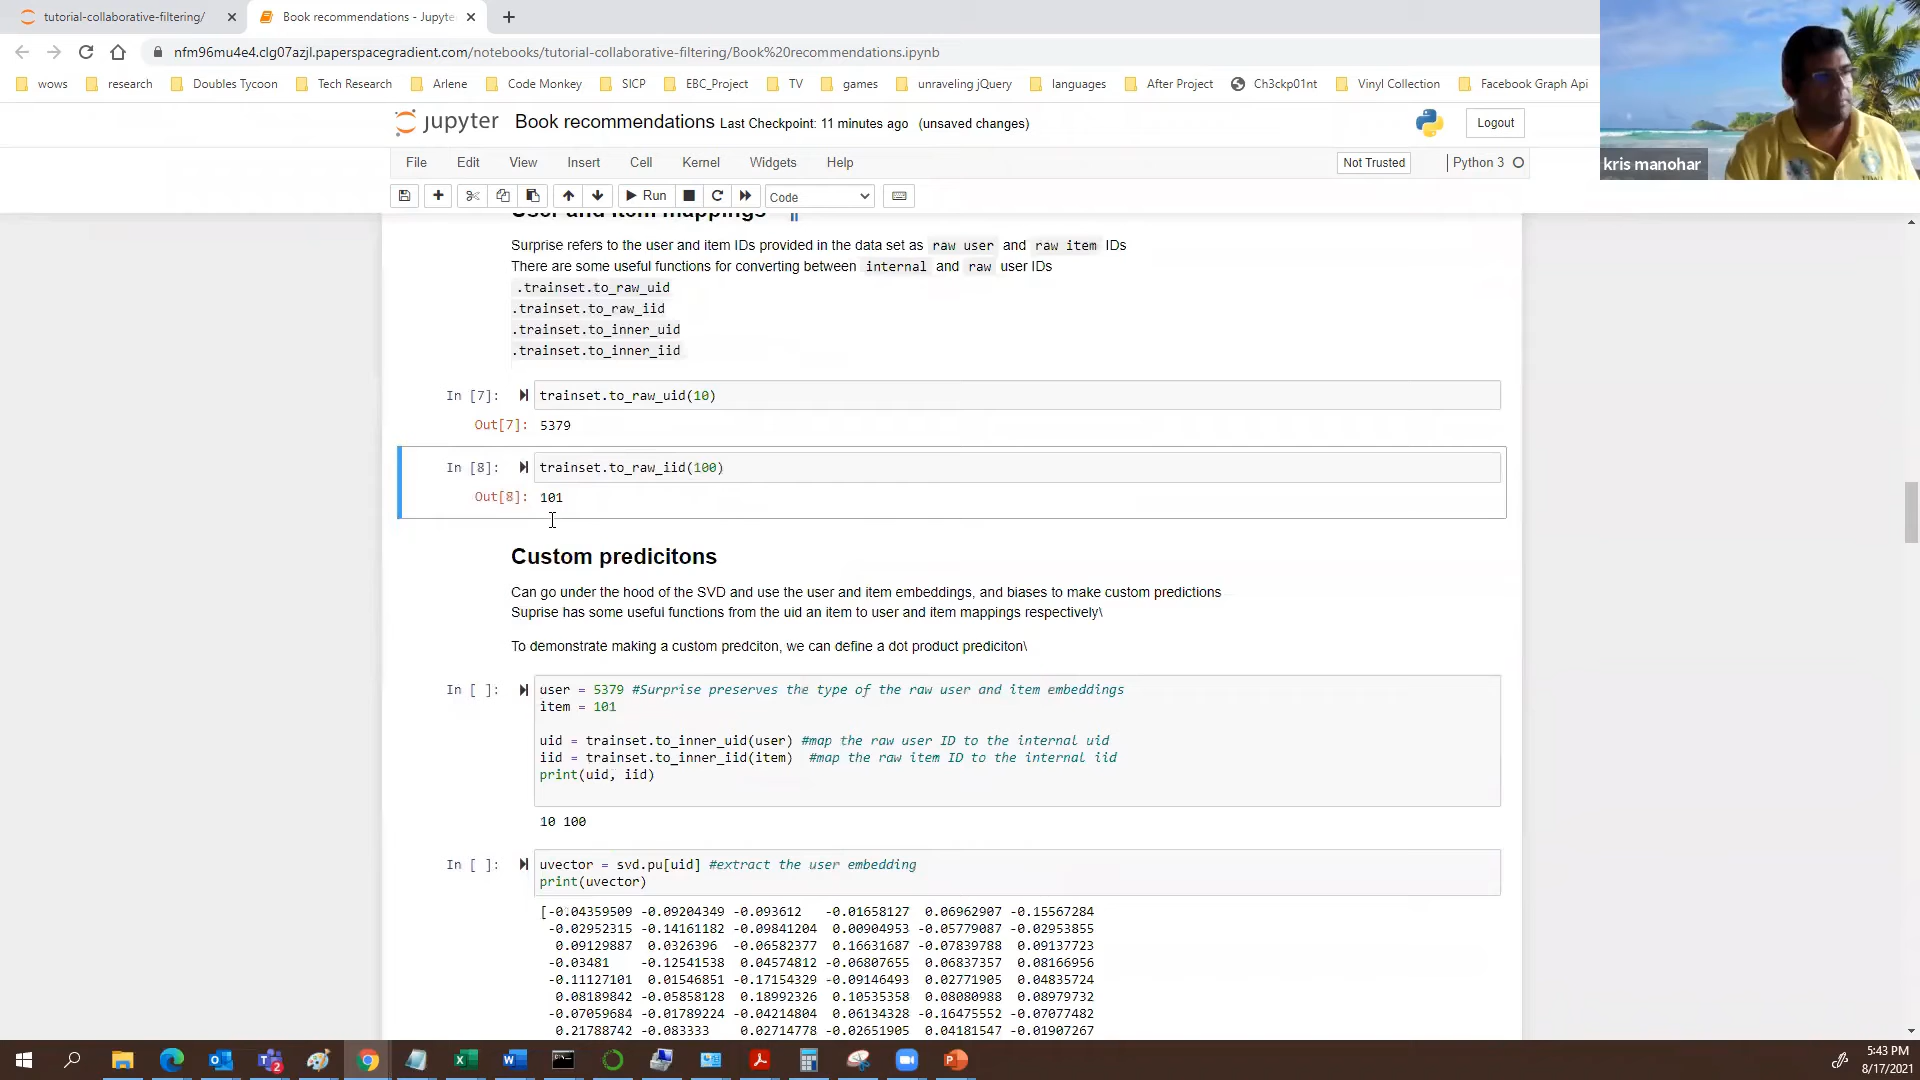 tutorial-collaborative-filtering/
Book recommendations - Jupyte
nfm96mu4e4.clg07azjl.paperspacegradient.com/notebooks/tutorial-collaborative-filtering/Book%20recommendations.ipynb
wows research Doubles Tycoon Tech Research Arlene Code Monkey SICP EBC_Project TV games unraveling jQuery languages After Project Ch3ckp01nt Vinyl Collection Facebook Graph Api
kris manohar
jupyter Book recommendations Last Checkpoint: 11 minutes ago (unsaved changes) Logout
File Edit View Insert Cell Kernel Widgets Help Not Trusted Python 3
Run Code
User and item mappings
Surprise refers to the user and item IDs provided in the data set as raw user and raw item IDs
There are some useful functions for converting between internal and raw user IDs
.trainset.to_raw_uid
.trainset.to_raw_iid
.trainset.to_inner_uid
.trainset.to_inner_iid
In [7]: trainset.to_raw_uid(10)
Out[7]: 5379
In [8]: trainset.to_raw_iid(100)
Out[8]: 101
Custom predicitons
Can go under the hood of the SVD and use the user and item embeddings, and biases to make custom predictions
Suprise has some useful functions from the uid an item to user and item mappings respectively\
To demonstrate making a custom predciton, we can define a dot product prediciton\
In [ ]: user = 5379 #Surprise preserves the type of the raw user and item embeddings
item = 101
uid = trainset.to_inner_uid(user) #map the raw user ID to the internal uid
iid = trainset.to_inner_iid(item) #map the raw item ID to the internal iid
print(uid, iid)
10 100
In [ ]: uvector = svd.pu[uid] #extract the user embedding
print(uvector)
[-0.04359509 -0.09204349 -0.093612 -0.01658127 0.06962907 -0.15567284
-0.02952315 -0.14161182 -0.09841204 0.00904953 -0.05779087 -0.02953855
0.09129887 0.0326396 -0.06582377 0.16631687 -0.07839788 0.09137723
-0.03481 -0.12541538 0.04574812 -0.06807655 0.06837357 0.08166956
-0.11127101 0.01546851 -0.17154329 -0.09146493 0.02771905 0.04835724
0.08189842 -0.05858128 0.18992326 0.10535358 0.08080988 0.08979732
-0.07059684 -0.01789224 -0.04214804 0.06134328 -0.16475552 -0.07077482
0.21788742 -0.083333 0.02714778 -0.02651905 0.04181547 -0.01907267
5:43 PM
8/17/2021